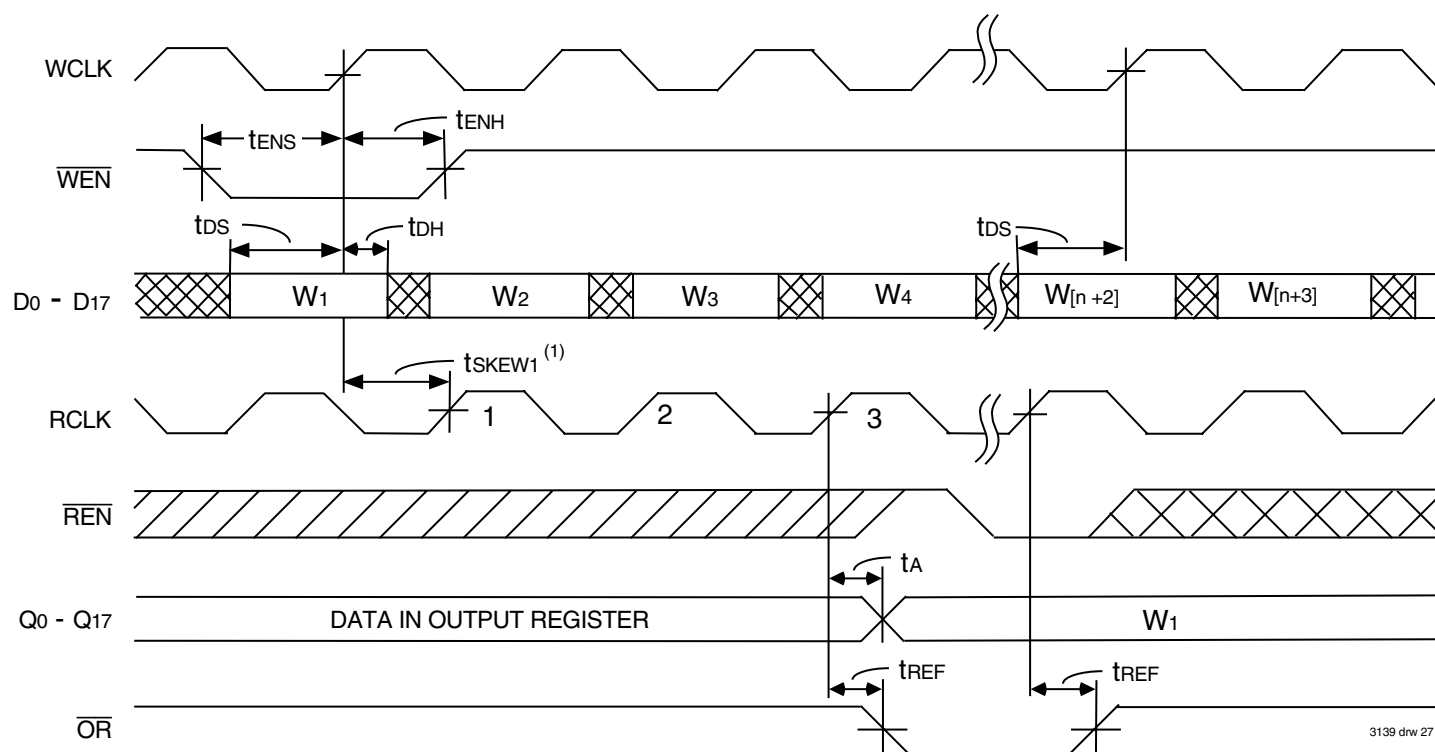 WCLK
tENS
tENH
WEN
tDS
tDH
tDS
D0 - D17
W1
W2
W3
W4
W[n +2]
W[n+3]
tSKEW1 (1)
RCLK
1
2
3
REN
tA
Q0 - Q17
DATA IN OUTPUT REGISTER
W1
tREF
tREF
OR
3139 drw 27